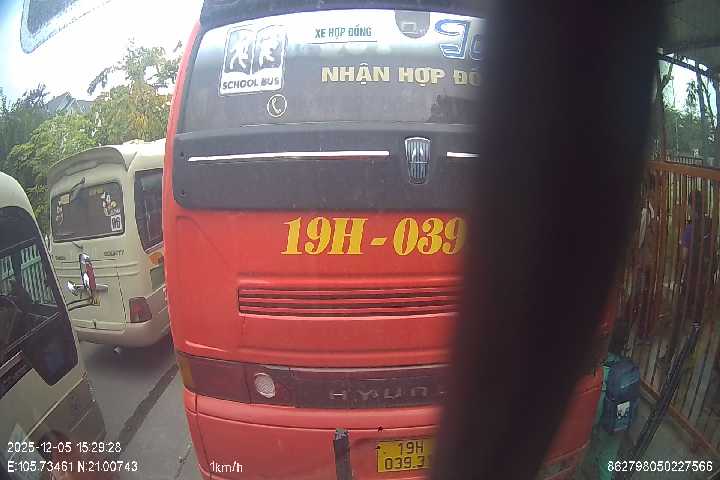 XE HỢP ĐỒNG
SCHOOL BUS
NHẬN HỢP ĐỒ
19H-039
HYUN
19H
039.3
2025-12-05 15:29:28
E:105.73461 N:21.00743
1km/h
862798050227566